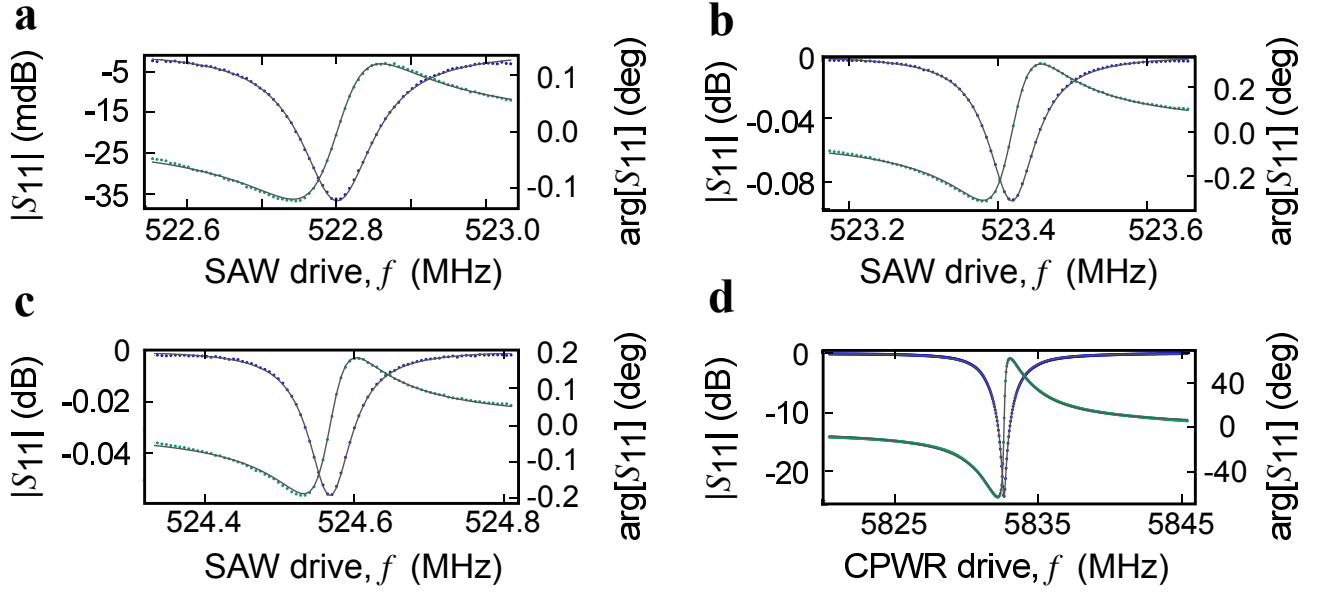 a
|S11| (mdB)
-5
-15
-25
-35
0.1
0.0
-0.1
arg[S11] (deg)
522.6
522.8
523.0
SAW drive, f (MHz)
b
|S11| (dB)
0
-0.04
-0.08
0.2
0.0
-0.2
arg[S11] (deg)
523.2
523.4
523.6
SAW drive, f (MHz)
c
|S11| (dB)
0
-0.02
-0.04
0.2
0.1
0.0
-0.1
-0.2
arg[S11] (deg)
524.4
524.6
524.8
SAW drive, f (MHz)
d
|S11| (dB)
0
-10
-20
40
0
-40
arg[S11] (deg)
5825
5835
5845
CPWR drive, f (MHz)